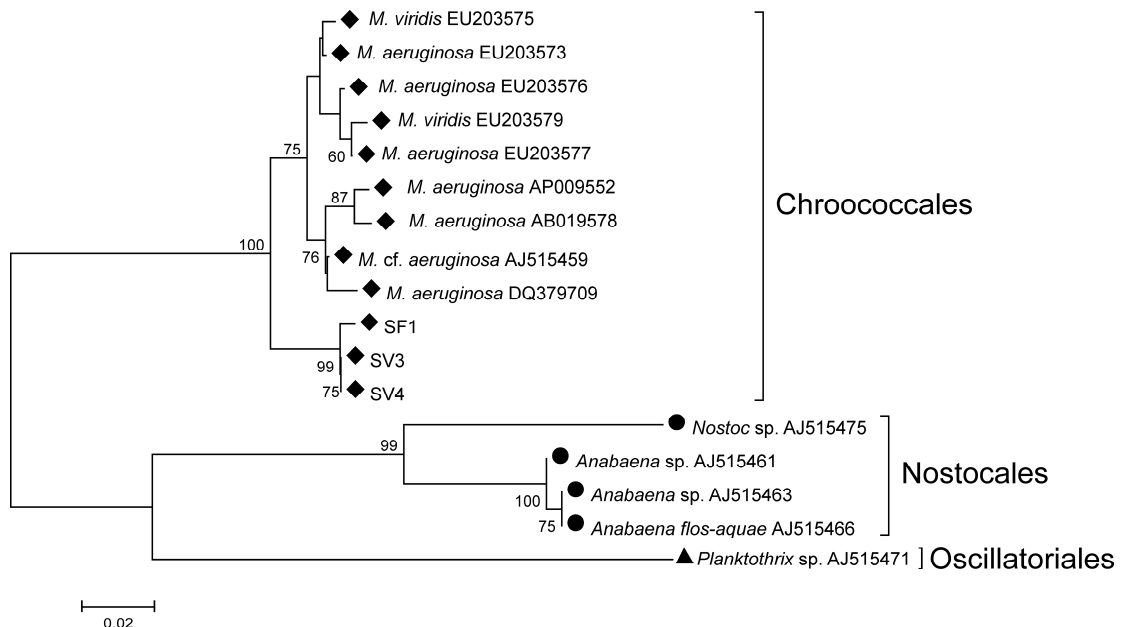 M. viridis EU203575
M. aeruginosa EU203573
M. aeruginosa EU203576
M. viridis EU203579
75
60
M. aeruginosa EU203577
87
M. aeruginosa AP009552
Chroococcales
M. aeruginosa AB019578
100
76
M. cf. aeruginosa AJ515459
M. aeruginosa DQ379709
SF1
99
SV3
75
SV4
Nostoc sp. AJ515475
99
Anabaena sp. AJ515461
Nostocales
100
Anabaena sp. AJ515463
75
Anabaena flos-aquae AJ515466
Planktothrix sp. AJ515471
Oscillatoriales
0.02